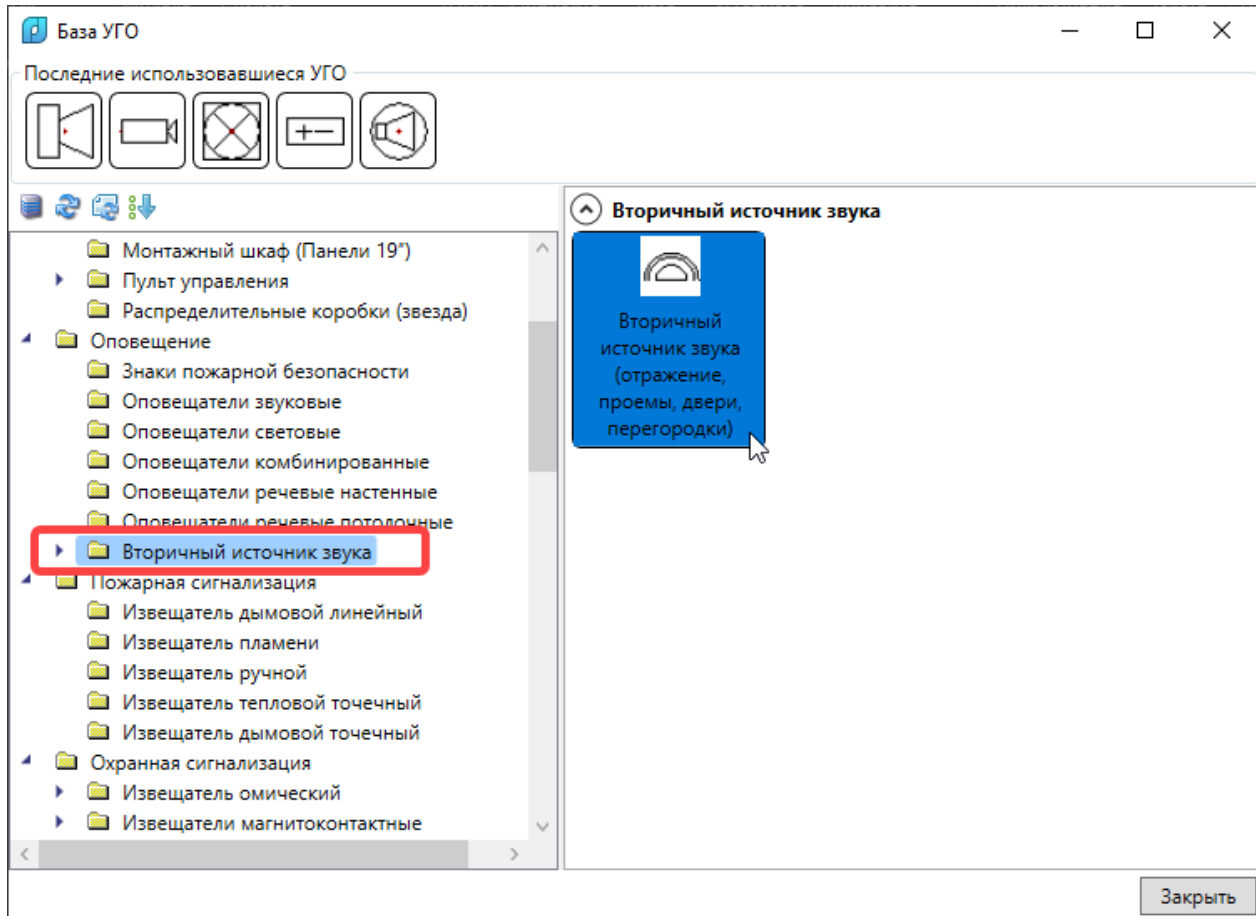 База УГО
Последние использовавшиеся УГО
Монтажный шкаф (Панели 19")
Пульт управления
Распределительные коробки (звезда)
Оповещение
Знаки пожарной безопасности
Оповещатели звуковые
Оповещатели световые
Оповещатели комбинированные
Оповещатели речевые настенные
Оповещатели речевые потолочные
Вторичный источник звука
Пожарная сигнализация
Извещатель дымовой линейный
Извещатель пламени
Извещатель ручной
Извещатель тепловой точечный
Извещатель дымовой точечный
Охранная сигнализация
Извещатель омический
Извещатели магнитоконтактные
Вторичный источник звука
Вторичный
источник звука
(отражение,
проемы, двери,
перегородки)
Закрыть